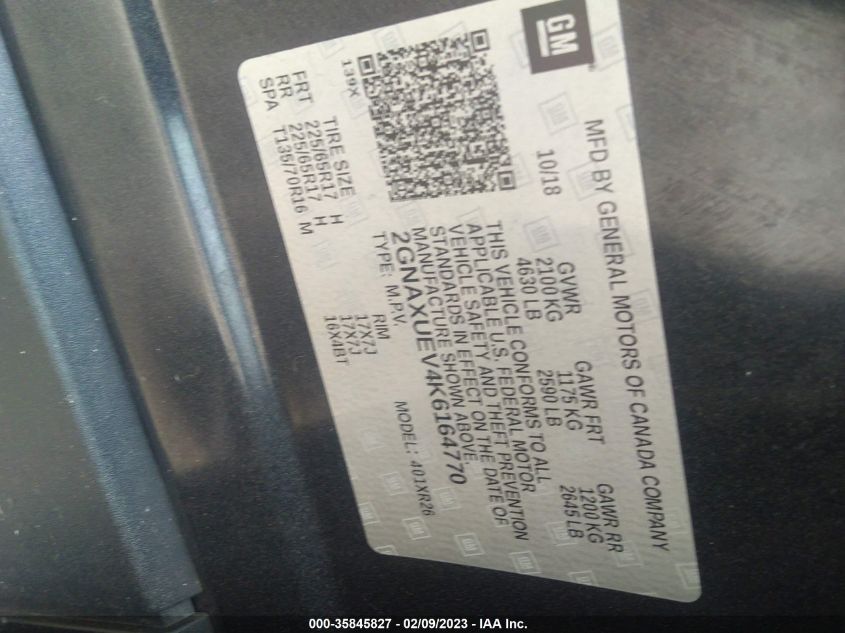 GM
MFD BY GENERAL MOTORS OF CANADA COMPANY
10/18 GVWR GAWR FRT GAWR RR
2100 KG 1175 KG 1200 KG
4630 LB 2590 LB 2645 LB
THIS VEHICLE CONFORMS TO ALL
APPLICABLE U.S. FEDERAL MOTOR
VEHICLE SAFETY AND THEFT PREVENTION
STANDARDS IN EFFECT ON THE DATE OF
MANUFACTURE SHOWN ABOVE.
2GNAXUEV4K6164770
TYPE: M.P.V. MODEL: 401XR26
139X
TIRE SIZE RIM
FRT 225/65R17 H 17X7J
RR 225/65R17 H 17X7J
SPA T135/70R16 M 16X4BT
000-35845827 - 02/09/2023 - IAA Inc.